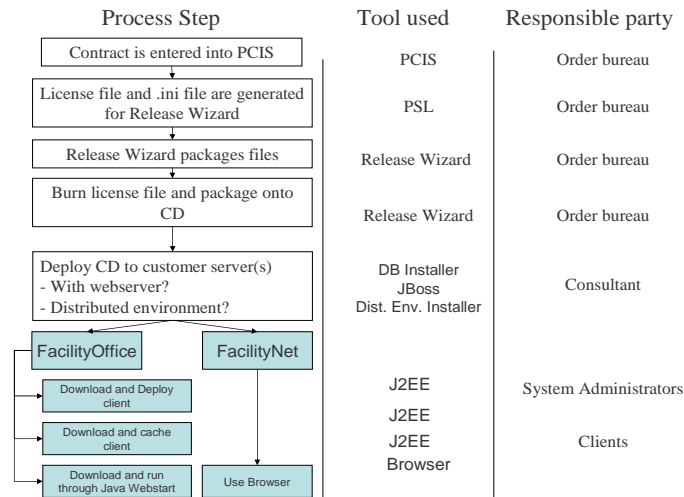 Process Step
Tool used
Responsible party
Contract is entered into PCIS
PCIS
Order bureau
License file and .ini file are generated
for Release Wizard
PSL
Order bureau
Release Wizard packages files
Release Wizard
Order bureau
Burn license file and package onto
CD
Release Wizard
Order bureau
Deploy CD to customer server(s)
- With webserver?
- Distributed environment?
DB Installer
JBoss
Dist. Env. Installer
Consultant
FacilityOffice
FacilityNet
Download and Deploy
client
J2EE
System Administrators
J2EE
Download and cache
client
J2EE
Clients
Browser
Download and run
through Java Webstart
Use Browser